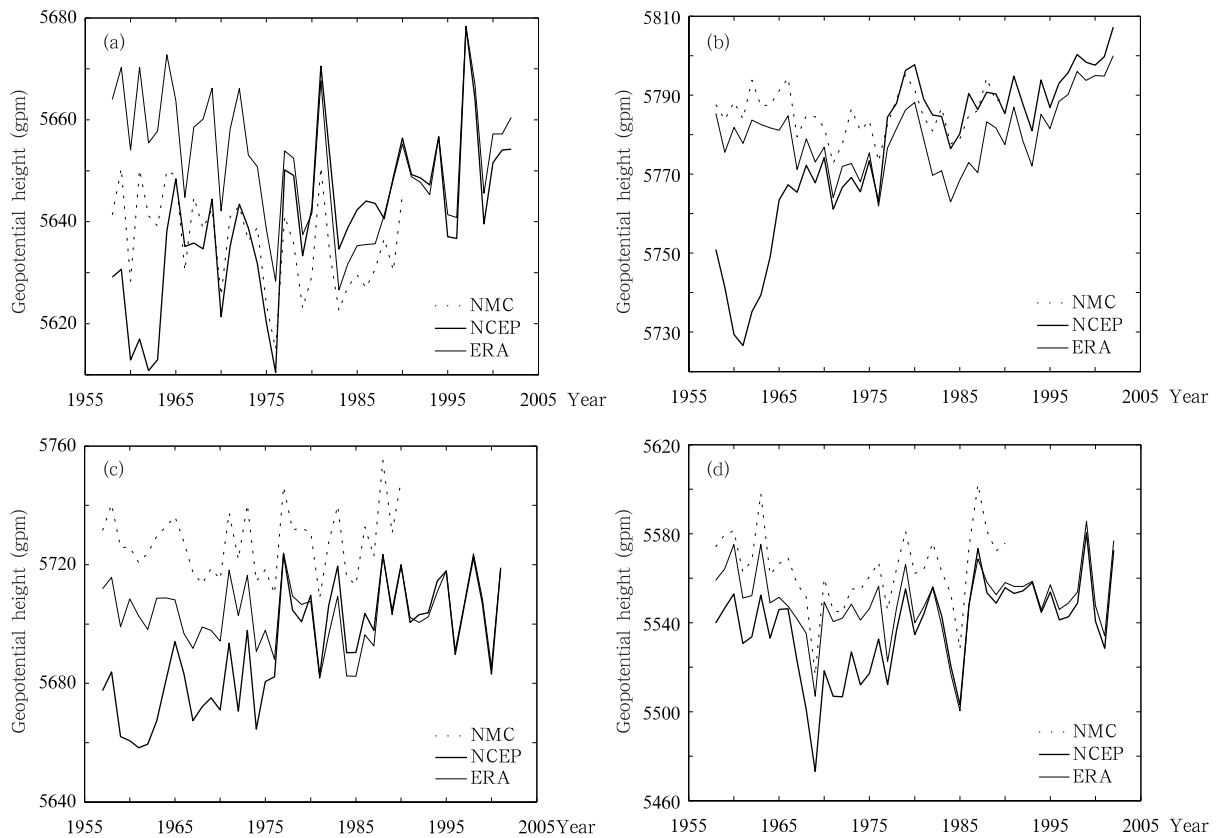 (a)
Geopotential height (gpm)
5680
5660
5640
5620
NMC
NCEP
ERA
1955 1965 1975 1985 1995 2005 Year
(b)
Geopotential height (gpm)
5810
5790
5770
5750
5730
NMC
NCEP
ERA
1955 1965 1975 1985 1995 2005 Year
(c)
Geopotential height (gpm)
5760
5720
5680
5640
NMC
NCEP
ERA
1955 1965 1975 1985 1995 2005 Year
(d)
Geopotential height (gpm)
5620
5580
5540
5500
5460
NMC
NCEP
ERA
1955 1965 1975 1985 1995 2005 Year